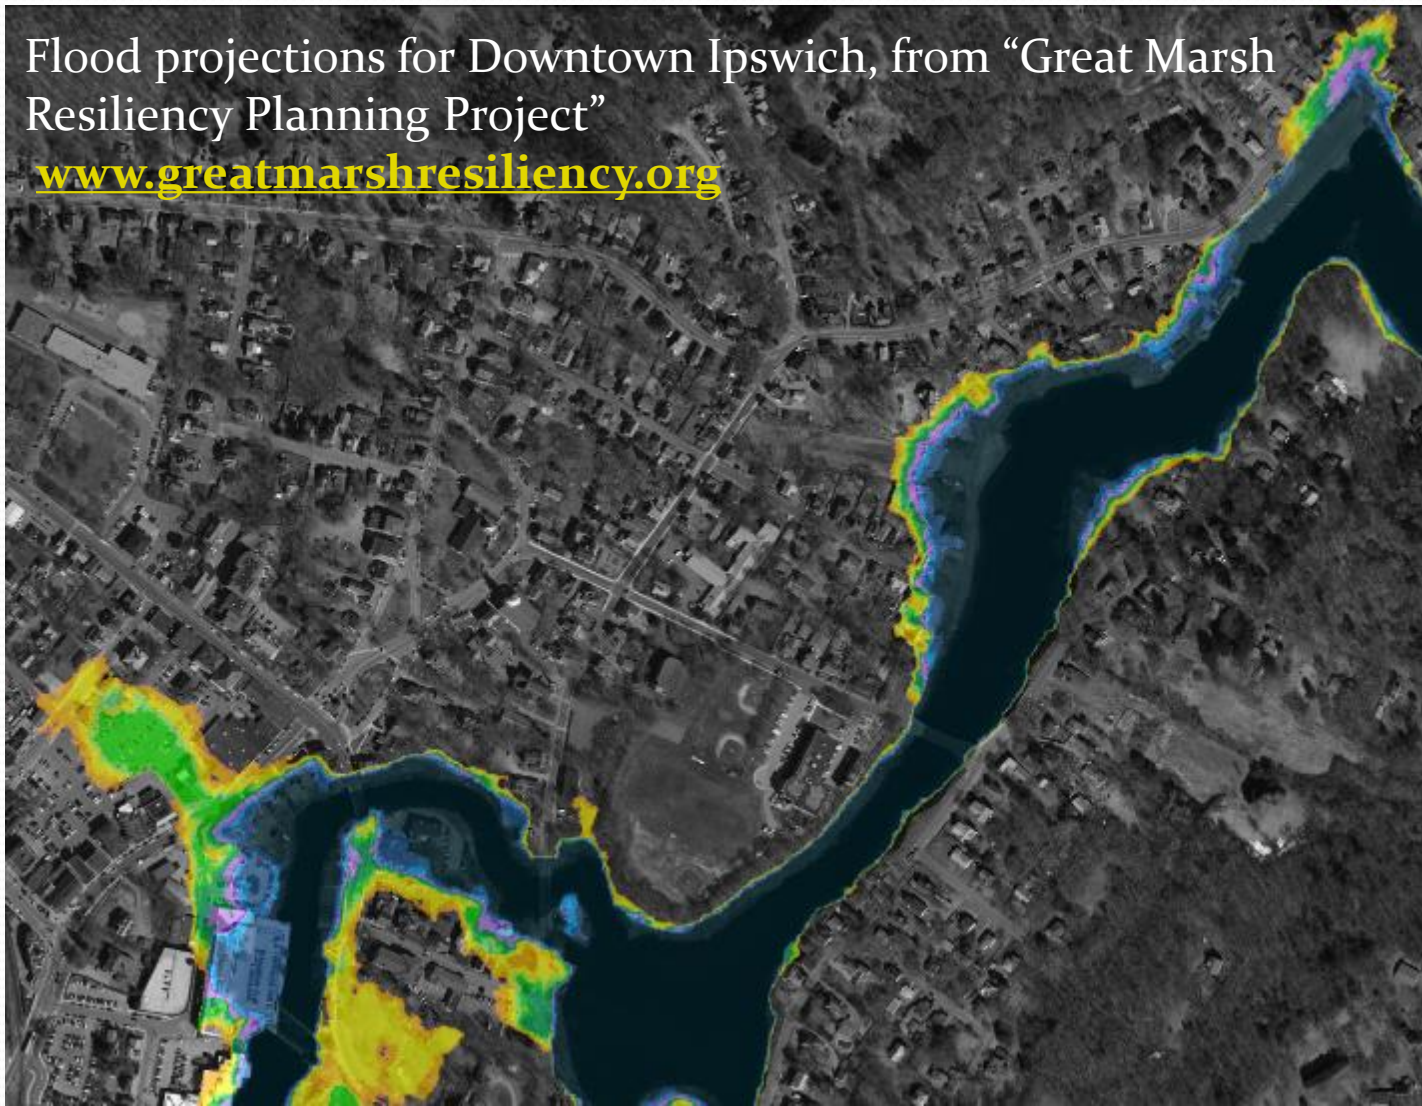 Flood projections for Downtown Ipswich, from “Great Marsh
Resiliency Planning Project”
www.greatmarshresiliency.org